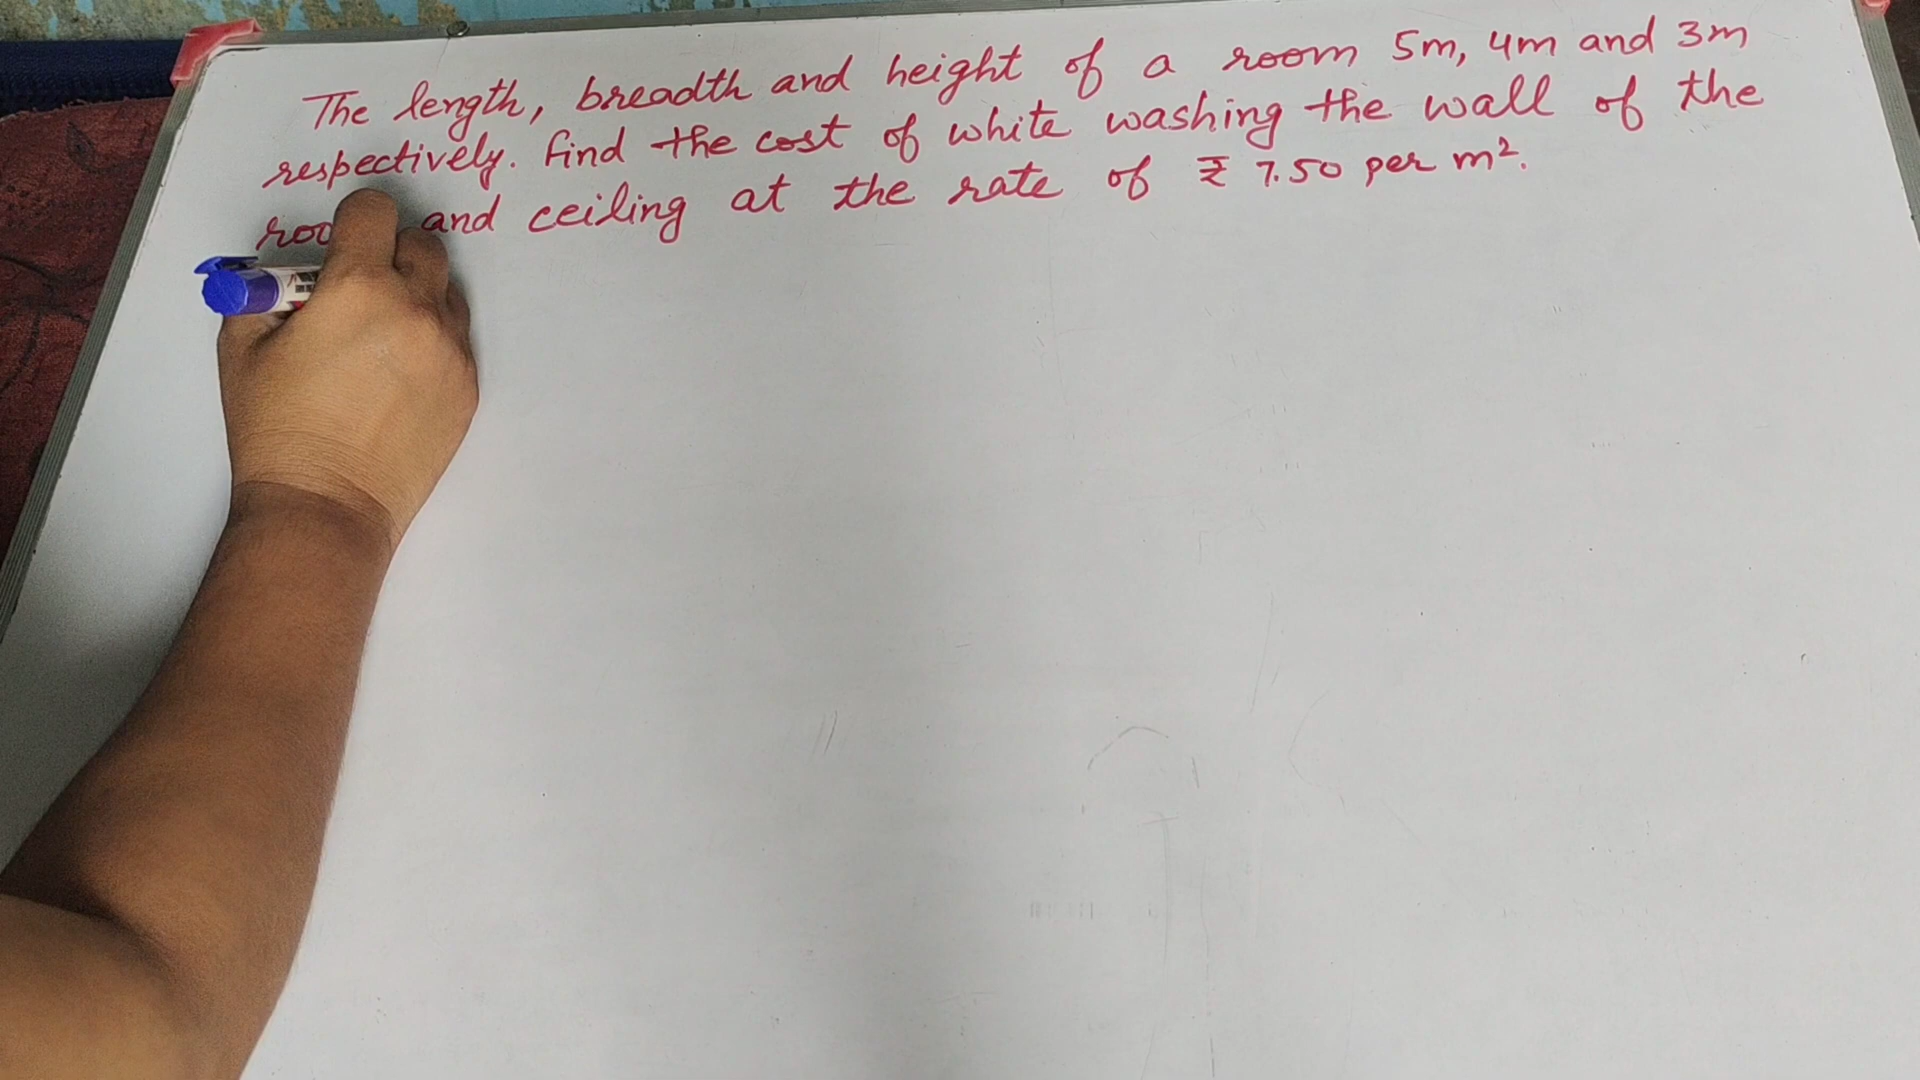 The length, breadth and height of a room 5m, 4m and 3m
respectively. Find the cost of white washing the wall of the
and ceiling at the rate of ₹ 7.50 per m².